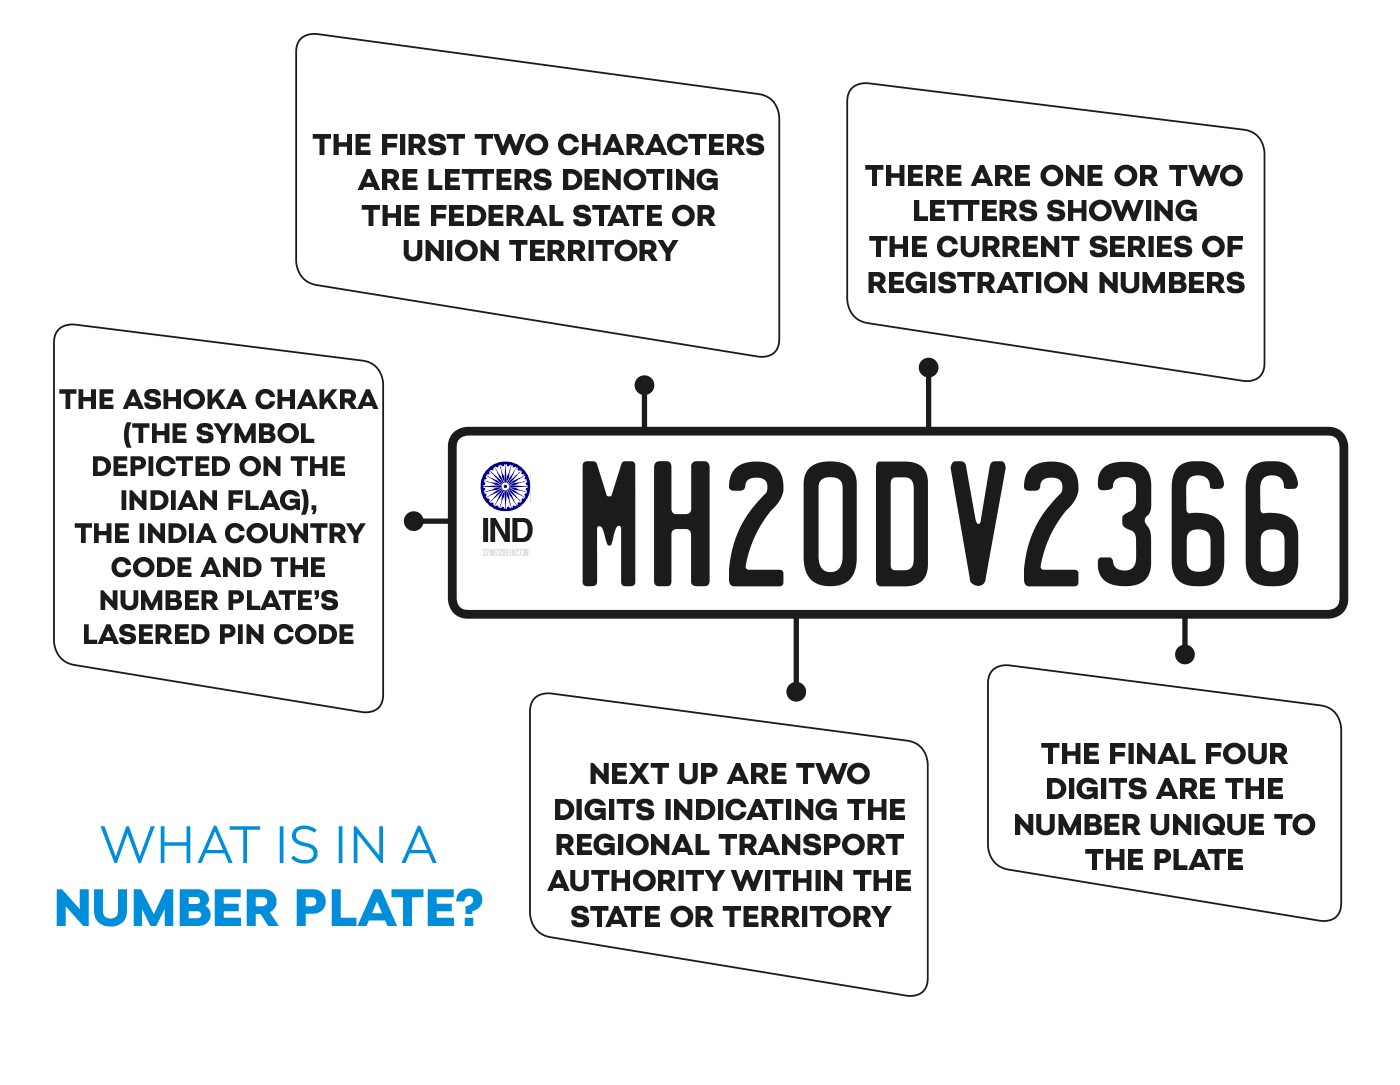 THE FIRST TWO CHARACTERS
ARE LETTERS DENOTING
THE FEDERAL STATE OR
UNION TERRITORY
THERE ARE ONE OR TWO
LETTERS SHOWING
THE CURRENT SERIES OF
REGISTRATION NUMBERS
THE ASHOKA CHAKRA
(THE SYMBOL
DEPICTED ON THE
INDIAN FLAG),
THE INDIA COUNTRY
CODE AND THE
NUMBER PLATE'S
LASERED PIN CODE
IND
MH20DV2366
NEXT UP ARE TWO
DIGITS INDICATING THE
REGIONAL TRANSPORT
AUTHORITY WITHIN THE
STATE OR TERRITORY
THE FINAL FOUR
DIGITS ARE THE
NUMBER UNIQUE TO
THE PLATE
WHAT IS IN A
NUMBER PLATE?